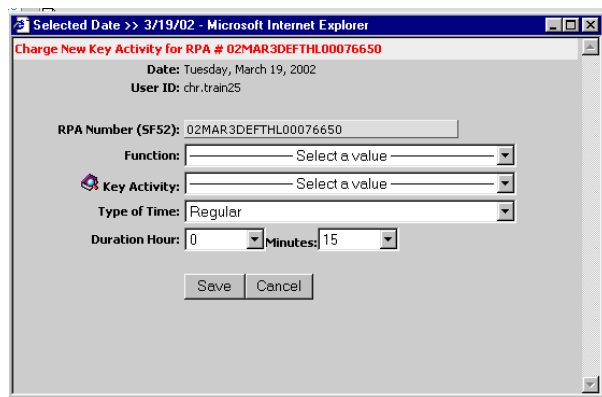 Selected Date >> 3/19/02 - Microsoft Internet Explorer
Charge New Key Activity for RPA # 02MAR3DEFTHL00076650
Date: Tuesday, March 19, 2002
User ID: chr.train25
RPA Number (SF52): 02MAR3DEFTHL00076650
Function: Select a value
Key Activity: Select a value
Type of Time: Regular
Duration Hour: 0 Minutes: 15
Save Cancel